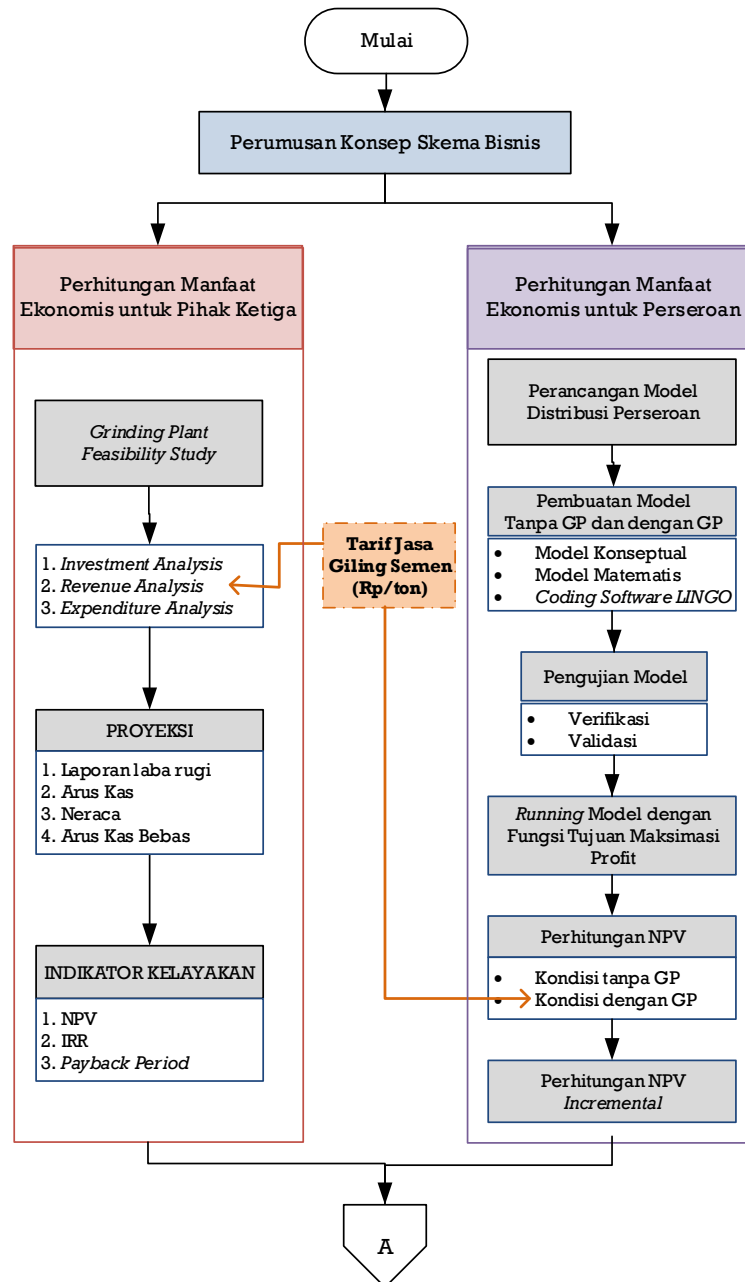 Mulai
Perumusan Konsep Skema Bisnis
Perhitungan Manfaat
Ekonomis untuk Pihak Ketiga
Grinding Plant
Feasibility Study
1. Investment Analysis
2. Revenue Analysis
3. Expenditure Analysis
PROYEKSI
1. Laporan laba rugi
2. Arus Kas
3. Neraca
4. Arus Kas Bebas
INDIKATOR KELAYAKAN
1. NPV
2. IRR
3. Payback Period
Tarif Jasa
Giling Semen
(Rp/ton)
Perhitungan Manfaat
Ekonomis untuk Perseroan
Perancangan Model
Distribusi Perseroan
Pembuatan Model
Tanpa GP dan dengan GP
• Model Konseptual
• Model Matematis
• Coding Software LINGO
Pengujian Model
• Verifikasi
• Validasi
Running Model dengan
Fungsi Tujuan Maksimasi
Profit
Perhitungan NPV
• Kondisi tanpa GP
• Kondisi dengan GP
Perhitungan NPV
Incremental
A